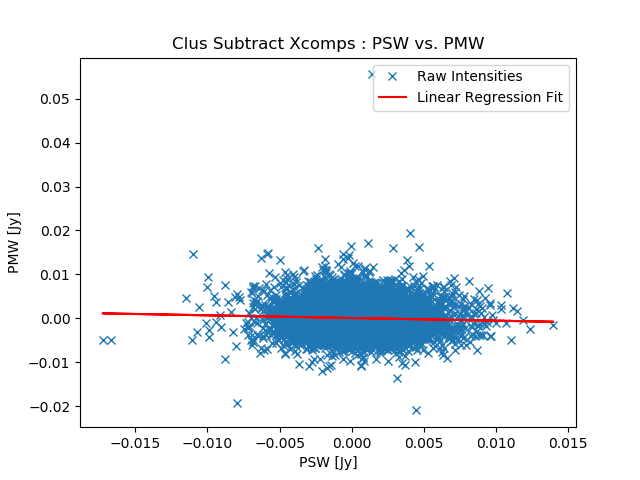 Clus Subtract Xcomps : PSW vs. PMW
Raw Intensities
Linear Regression Fit
PMW [Jy]
0.05
0.04
0.03
0.02
0.01
0.00
−0.01
−0.02
−0.015 −0.010 −0.005 0.000 0.005 0.010 0.015
PSW [Jy]